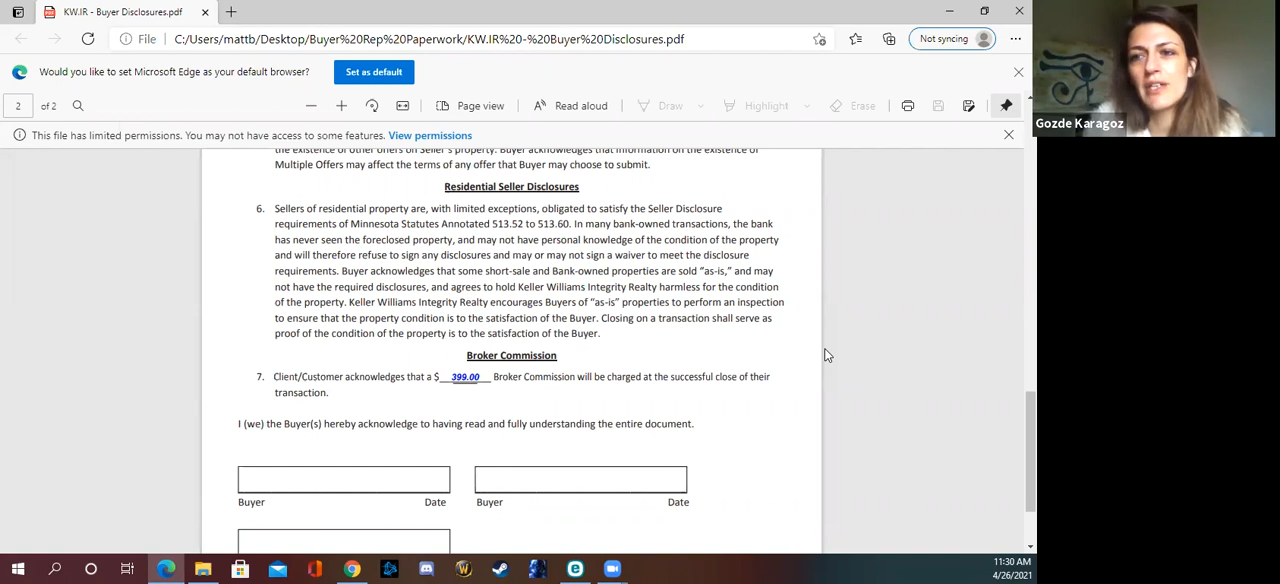 KW.IR - Buyer Disclosures.pdf
File C:/Users/mattb/Desktop/Buyer%20Rep%20Paperwork/KW.IR%20-%20Buyer%20Disclosures.pdf Not syncing
Would you like to set Microsoft Edge as your default browser? Set as default
2 of 2 Page view Read aloud Draw Highlight Erase
This file has limited permissions. You may not have access to some features. View permissions
Gozde Karagoz
the existence of other offers on Seller's property. Buyer acknowledges that information on the existence of
Multiple Offers may affect the terms of any offer that Buyer may choose to submit.
Residential Seller Disclosures
6. Sellers of residential property are, with limited exceptions, obligated to satisfy the Seller Disclosure
requirements of Minnesota Statutes Annotated 513.52 to 513.60. In many bank-owned transactions, the bank
has never seen the foreclosed property, and may not have personal knowledge of the condition of the property
and will therefore refuse to sign any disclosures and may or may not sign a waiver to meet the disclosure
requirements. Buyer acknowledges that some short-sale and Bank-owned properties are sold "as-is," and may
not have the required disclosures, and agrees to hold Keller Williams Integrity Realty harmless for the condition
of the property. Keller Williams Integrity Realty encourages Buyers of "as-is" properties to perform an inspection
to ensure that the property condition is to the satisfaction of the Buyer. Closing on a transaction shall serve as
proof of the condition of the property is to the satisfaction of the Buyer.
Broker Commission
7. Client/Customer acknowledges that a $ 399.00 Broker Commission will be charged at the successful close of their
transaction.
I (we) the Buyer(s) hereby acknowledge to having read and fully understanding the entire document.
Buyer Date Buyer Date
11:30 AM
4/26/2021